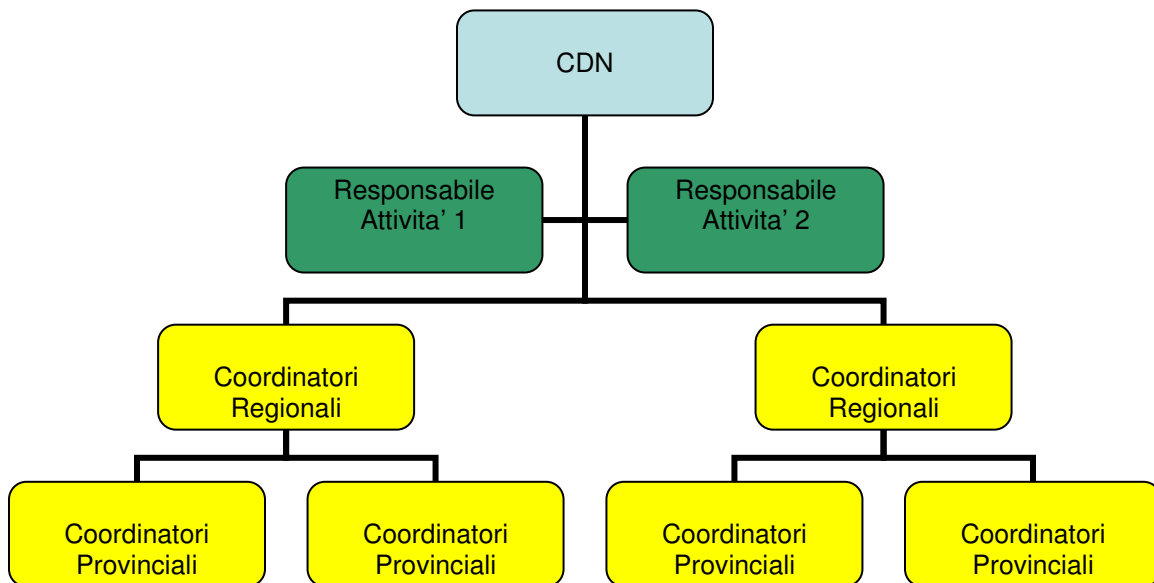 CDN
Responsabile
Attivita’ 1
Responsabile
Attivita’ 2
Coordinatori
Regionali
Coordinatori
Regionali
Coordinatori
Provinciali
Coordinatori
Provinciali
Coordinatori
Provinciali
Coordinatori
Provinciali